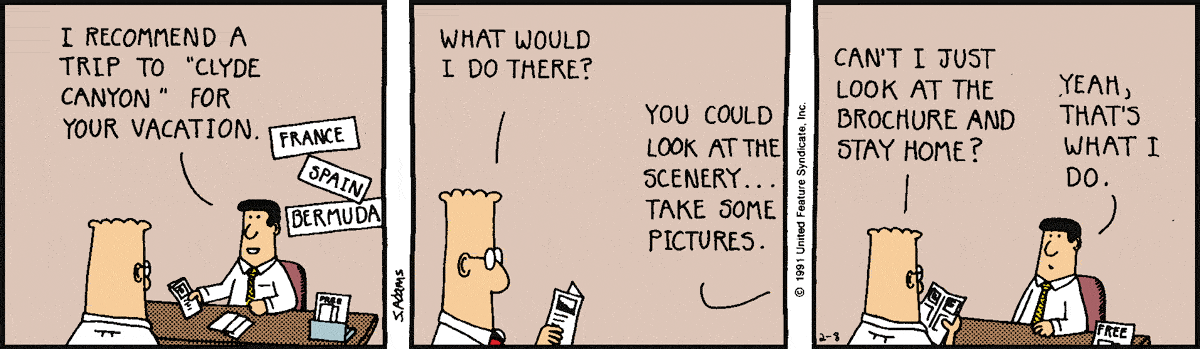 I RECOMMEND A
TRIP TO "CLYDE
CANYON" FOR
YOUR VACATION.
FRANCE
SPAIN
BERMUDA
FREE
S. Adams
WHAT WOULD
I DO THERE?
YOU COULD
LOOK AT THE
SCENERY...
TAKE SOME
PICTURES.
© 1991 United Feature Syndicate, Inc.
CAN'T I JUST
LOOK AT THE
BROCHURE AND
STAY HOME?
YEAH,
THAT'S
WHAT I
DO.
2-8
FREE